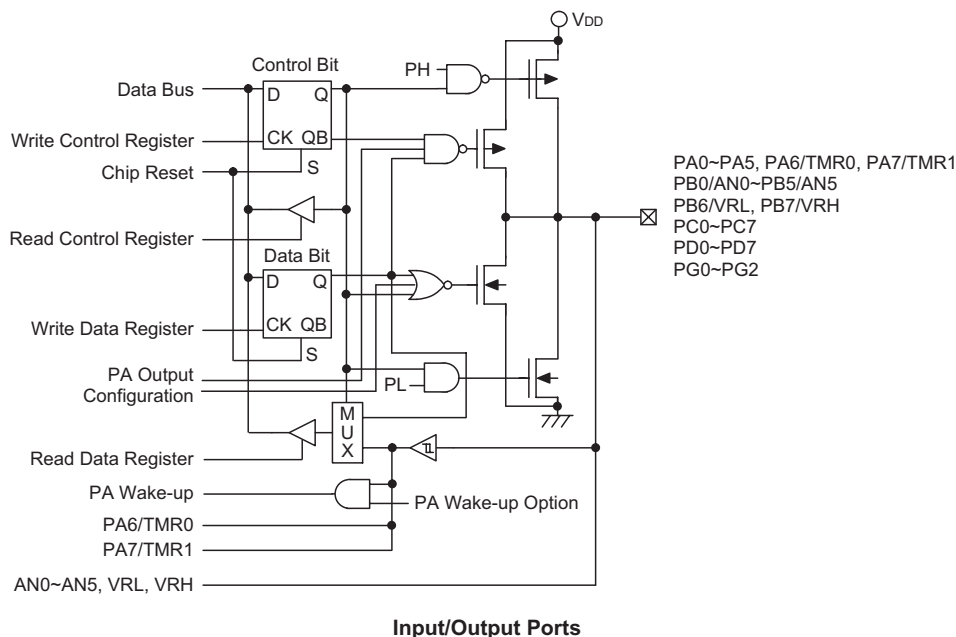 VDD
Control Bit
PH
Data Bus
D Q
Write Control Register
CK QB
Chip Reset
S
PA0~PA5, PA6/TMR0, PA7/TMR1
PB0/AN0~PB5/AN5
PB6/VRL, PB7/VRH
PC0~PC7
PD0~PD7
PG0~PG2
Read Control Register
Data Bit
D Q
Write Data Register
CK QB
S
PA Output
Configuration
PL
M
U
X
Read Data Register
PA Wake-up
PA Wake-up Option
PA6/TMR0
PA7/TMR1
AN0~AN5, VRL, VRH
Input/Output Ports